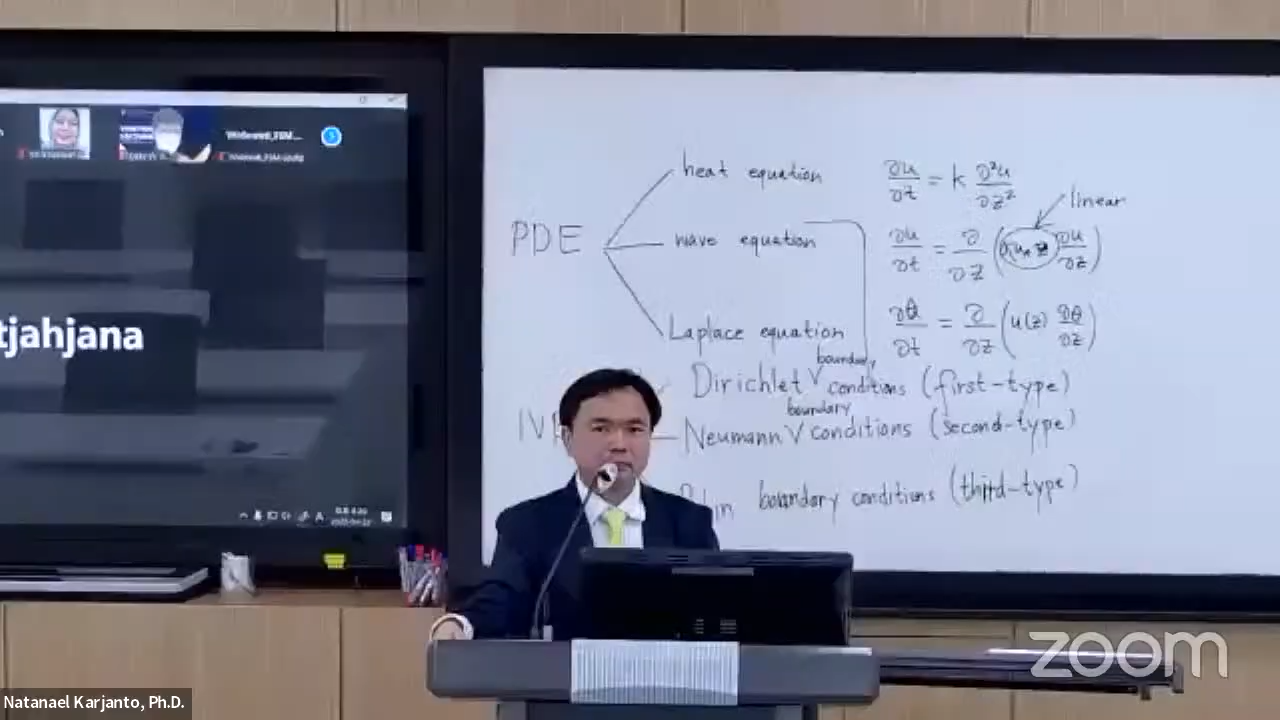 tjahjana
PDE
heat equation
∂u/∂t = k ∂²u/∂z²
linear
wave equation
∂u/∂t = ∂/∂z ( ∂u/∂z )
Laplace equation
∂θ/∂t = ∂/∂z (u(z) ∂θ/∂z)
boundary
Dirichlet V conditions (first-type)
boundary
IV
Neumann V conditions (second-type)
boundary conditions (third-type)
zoom
Natanael Karjanto, Ph.D.